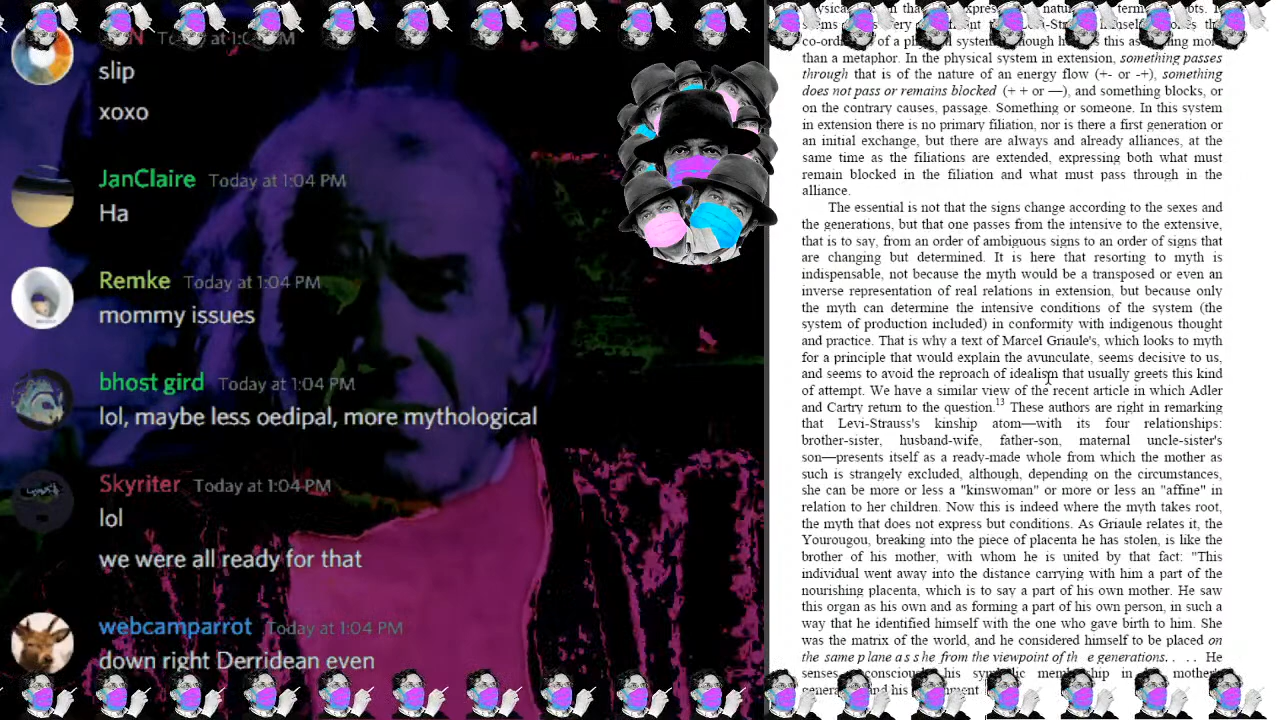 Today at 1:0 PM
slip
xoxo
JanClaire Today at 1:04 PM
Ha
Remke Today at 1:04 PM
mommy issues
bhost gird Today at 1:04 PM
lol, maybe less oedipal, more mythological
Skyriter Today at 1:04 PM
lol
we were all ready for that
webcamparrot Today at 1:04 PM
down right Derridean even
than a metaphor. In the physical system in extension, something passes
through that is of the nature of an energy flow (+- or -+), something
does not pass or remains blocked (+ + or —), and something blocks, or
on the contrary causes, passage. Something or someone. In this system
in extension there is no primary filiation, nor is there a first generation or
an initial exchange, but there are always and already alliances, at the
same time as the filiations are extended, expressing both what must
remain blocked in the filiation and what must pass through in the
alliance.
The essential is not that the signs change according to the sexes and
the generations, but that one passes from the intensive to the extensive,
that is to say, from an order of ambiguous signs to an order of signs that
are changing but determined. It is here that resorting to myth is
indispensable, not because the myth would be a transposed or even an
inverse representation of real relations in extension, but because only
the myth can determine the intensive conditions of the system (the
system of production included) in conformity with indigenous thought
and practice. That is why a text of Marcel Griaule's, which looks to myth
for a principle that would explain the avunculate, seems decisive to us,
and seems to avoid the reproach of idealism that usually greets this kind
of attempt. We have a similar view of the recent article in which Adler
and Cartry return to the question.13 These authors are right in remarking
that Levi-Strauss's kinship atom—with its four relationships:
brother-sister, husband-wife, father-son, maternal uncle-sister's
son—presents itself as a ready-made whole from which the mother as
such is strangely excluded, although, depending on the circumstances,
she can be more or less a "kinswoman" or more or less an "affine" in
relation to her children. Now this is indeed where the myth takes root,
the myth that does not express but conditions. As Griaule relates it, the
Yourougou, breaking into the piece of placenta he has stolen, is like the
brother of his mother, with whom he is united by that fact: "This
individual went away into the distance carrying with him a part of the
nourishing placenta, which is to say a part of his own mother. He saw
this organ as his own and as forming a part of his own person, in such a
way that he identified himself with the one who gave birth to him. She
was the matrix of the world, and he considered himself to be placed on
the same plane as she from the viewpoint of th e generations. . . . He
senses his in